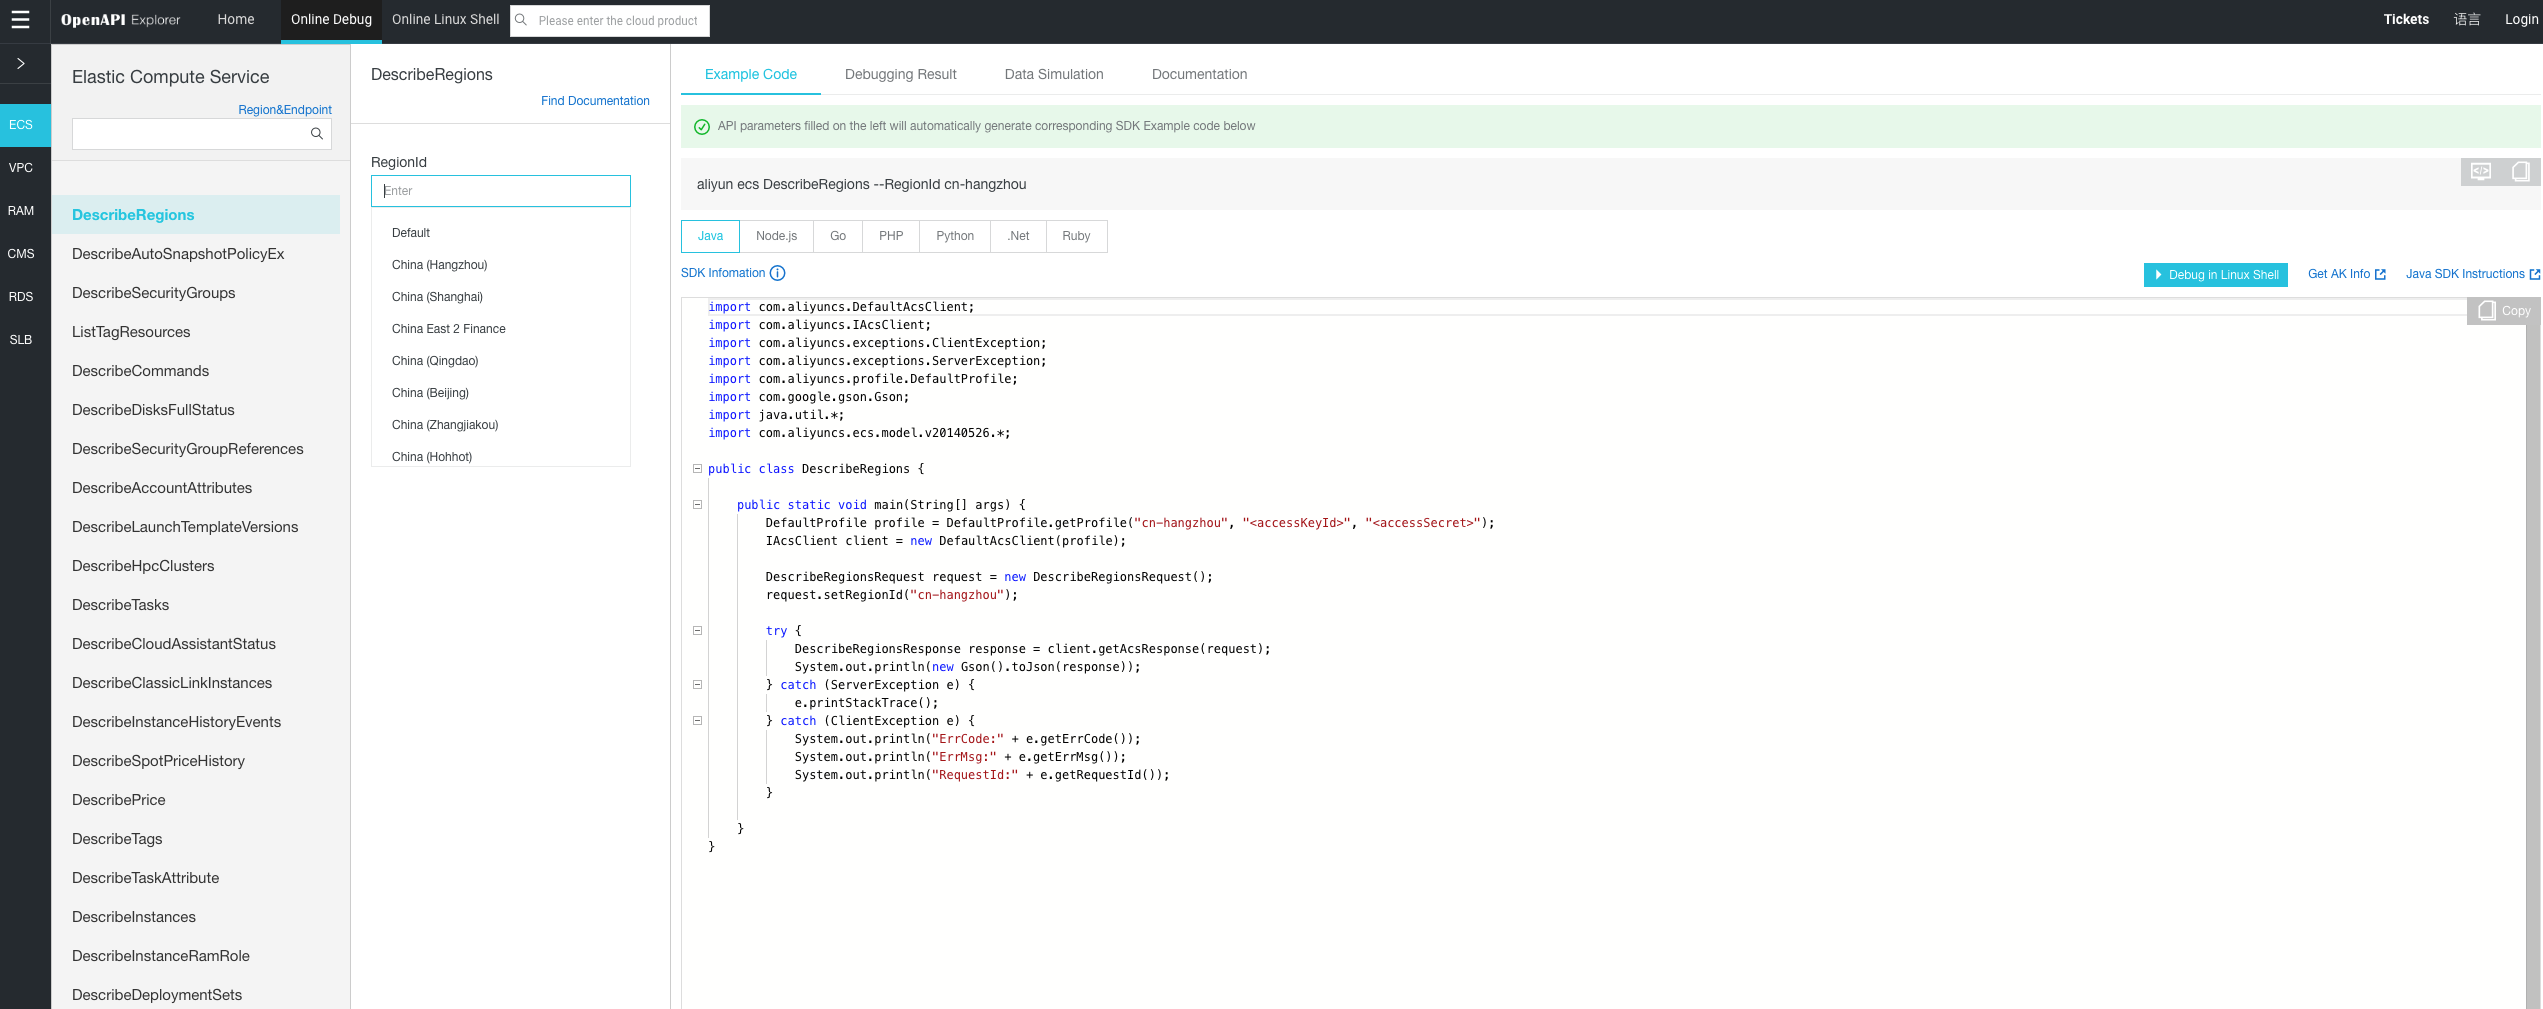 OpenAPI Explorer
Home
Online Debug
Online Linux Shell
Please enter the cloud product
Tickets
语言
Login
ECS
VPC
RAM
CMS
RDS
SLB
Elastic Compute Service
Region&Endpoint
DescribeRegions
DescribeAutoSnapshotPolicyEx
DescribeSecurityGroups
ListTagResources
DescribeCommands
DescribeDisksFullStatus
DescribeSecurityGroupReferences
DescribeAccountAttributes
DescribeLaunchTemplateVersions
DescribeHpcClusters
DescribeTasks
DescribeCloudAssistantStatus
DescribeClassicLinkInstances
DescribeInstanceHistoryEvents
DescribeSpotPriceHistory
DescribePrice
DescribeTags
DescribeTaskAttribute
DescribeInstances
DescribeInstanceRamRole
DescribeDeploymentSets
DescribeRegions
Find Documentation
RegionId
Enter
Default
China (Hangzhou)
China (Shanghai)
China East 2 Finance
China (Qingdao)
China (Beijing)
China (Zhangjiakou)
China (Hohhot)
Example Code
Debugging Result
Data Simulation
Documentation
API parameters filled on the left will automatically generate corresponding SDK Example code below
aliyun ecs DescribeRegions --RegionId cn-hangzhou
Java
Node.js
Go
PHP
Python
.Net
Ruby
SDK Infomation
Debug in Linux Shell
Get AK Info
Java SDK Instructions
Copy
import com.aliyuncs.DefaultAcsClient;
import com.aliyuncs.IAcsClient;
import com.aliyuncs.exceptions.ClientException;
import com.aliyuncs.exceptions.ServerException;
import com.aliyuncs.profile.DefaultProfile;
import com.google.gson.Gson;
import java.util.*;
import com.aliyuncs.ecs.model.v20140526.*;
public class DescribeRegions {
public static void main(String[] args) {
DefaultProfile profile = DefaultProfile.getProfile("cn-hangzhou", "<accessKeyId>", "<accessSecret>");
IAcsClient client = new DefaultAcsClient(profile);
DescribeRegionsRequest request = new DescribeRegionsRequest();
request.setRegionId("cn-hangzhou");
try {
DescribeRegionsResponse response = client.getAcsResponse(request);
System.out.println(new Gson().toJson(response));
} catch (ServerException e) {
e.printStackTrace();
} catch (ClientException e) {
System.out.println("ErrCode:" + e.getErrCode());
System.out.println("ErrMsg:" + e.getErrMsg());
System.out.println("RequestId:" + e.getRequestId());
}
}
}